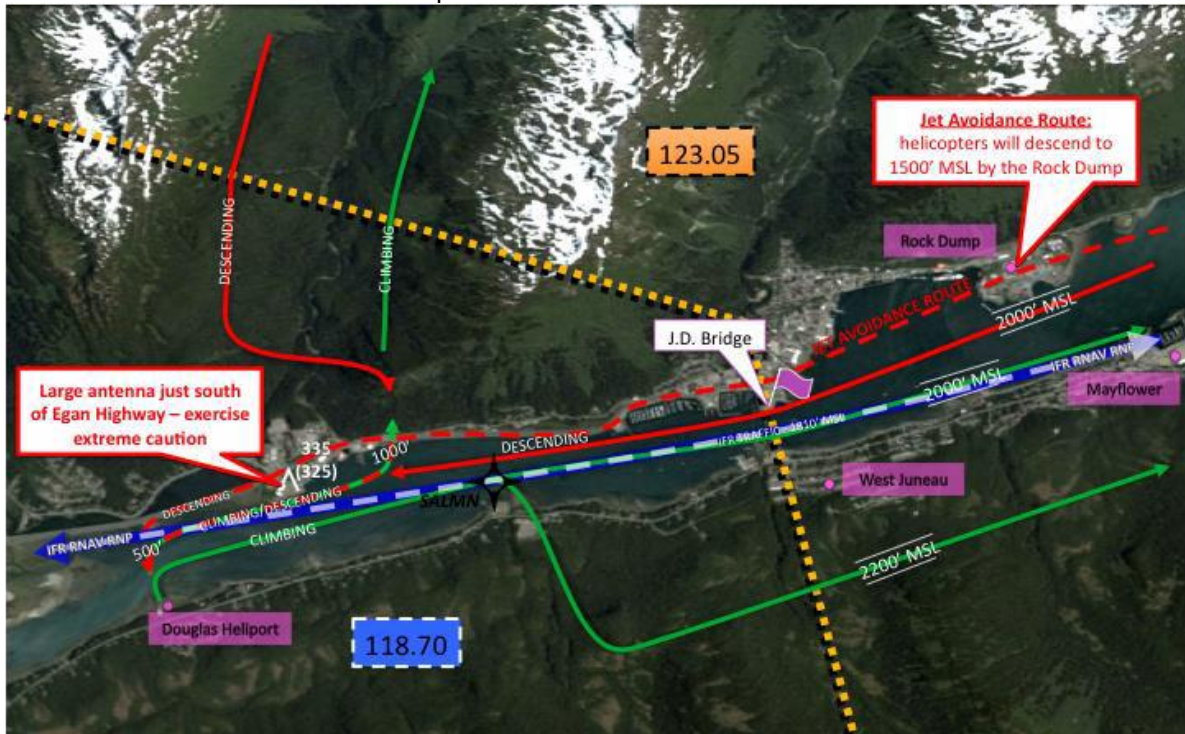 123.05
Jet Avoidance Route:
helicopters will descend to
1500' MSL by the Rock Dump
Rock Dump
DESCENDING
CLIMBING
JET AVOIDANCE ROUTE
2000' MSL
J.D. Bridge
2000' MSL
IFR RNAV RNP
Mayflower
Large antenna just south
of Egan Highway – exercise
extreme caution
335
(325)
1000'
DESCENDING
IFR TRAFFIC
MSL
West Juneau
SALMN
DESCENDING
CLIMBING/DESCENDING
IFR RNAV RNP
500'
CLIMBING
2200' MSL
Douglas Heliport
118.70